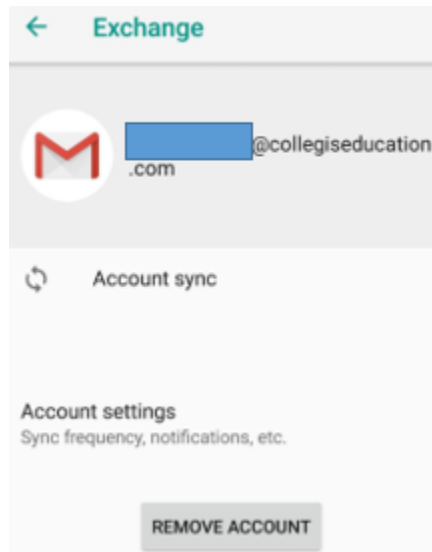 Exchange
@collegiseducation
.com
Account sync
Account settings
Sync frequency, notifications, etc.
REMOVE ACCOUNT